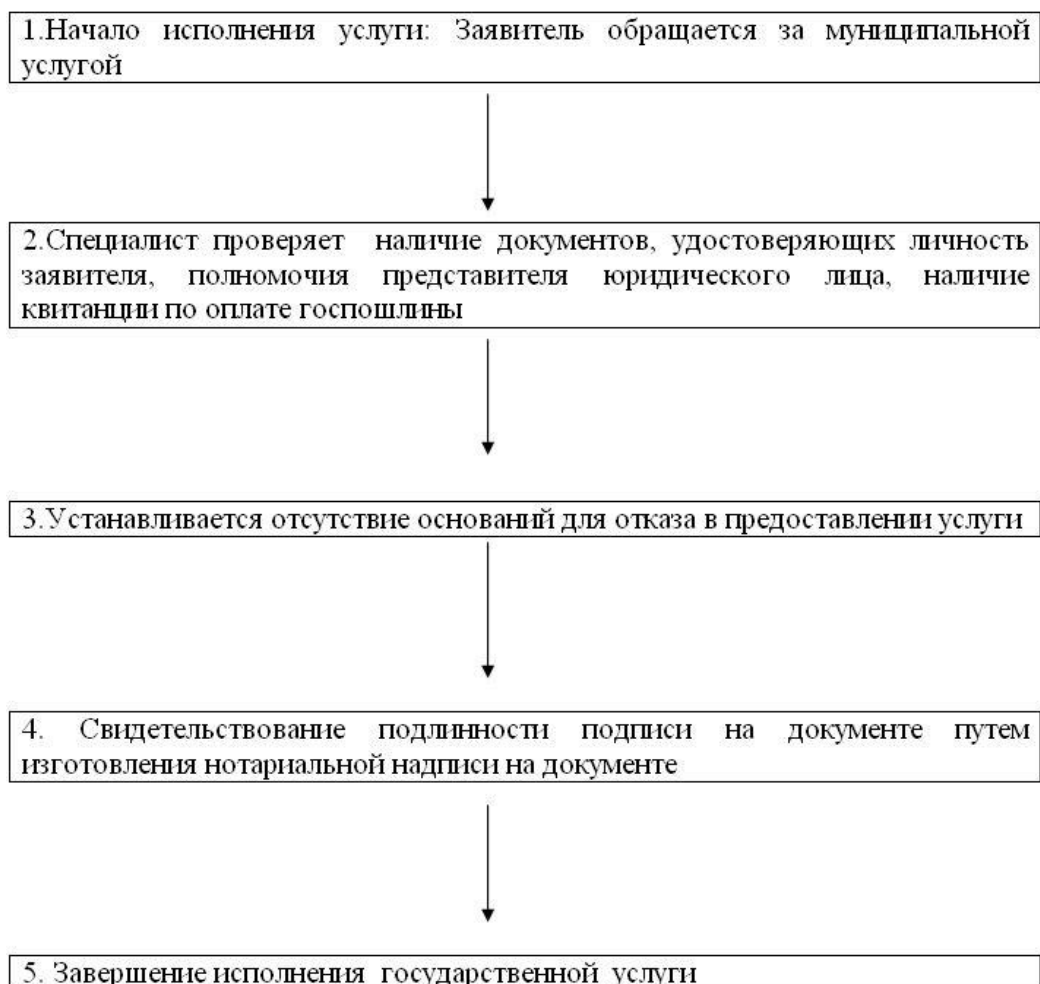 1.Начало исполнения услуги: Заявитель обращается за муниципальной
услугой
2.Специалист проверяет наличие документов, удостоверяющих личность
заявителя, полномочия представителя юридического лица, наличие
квитанции по оплате госпошлины
3.Устанавливается отсутствие оснований для отказа в предоставлении услуги
4. Свидетельствование подлинности подписи на документе путем
изготовления нотариальной надписи на документе
5. Завершение исполнения государственной услуги